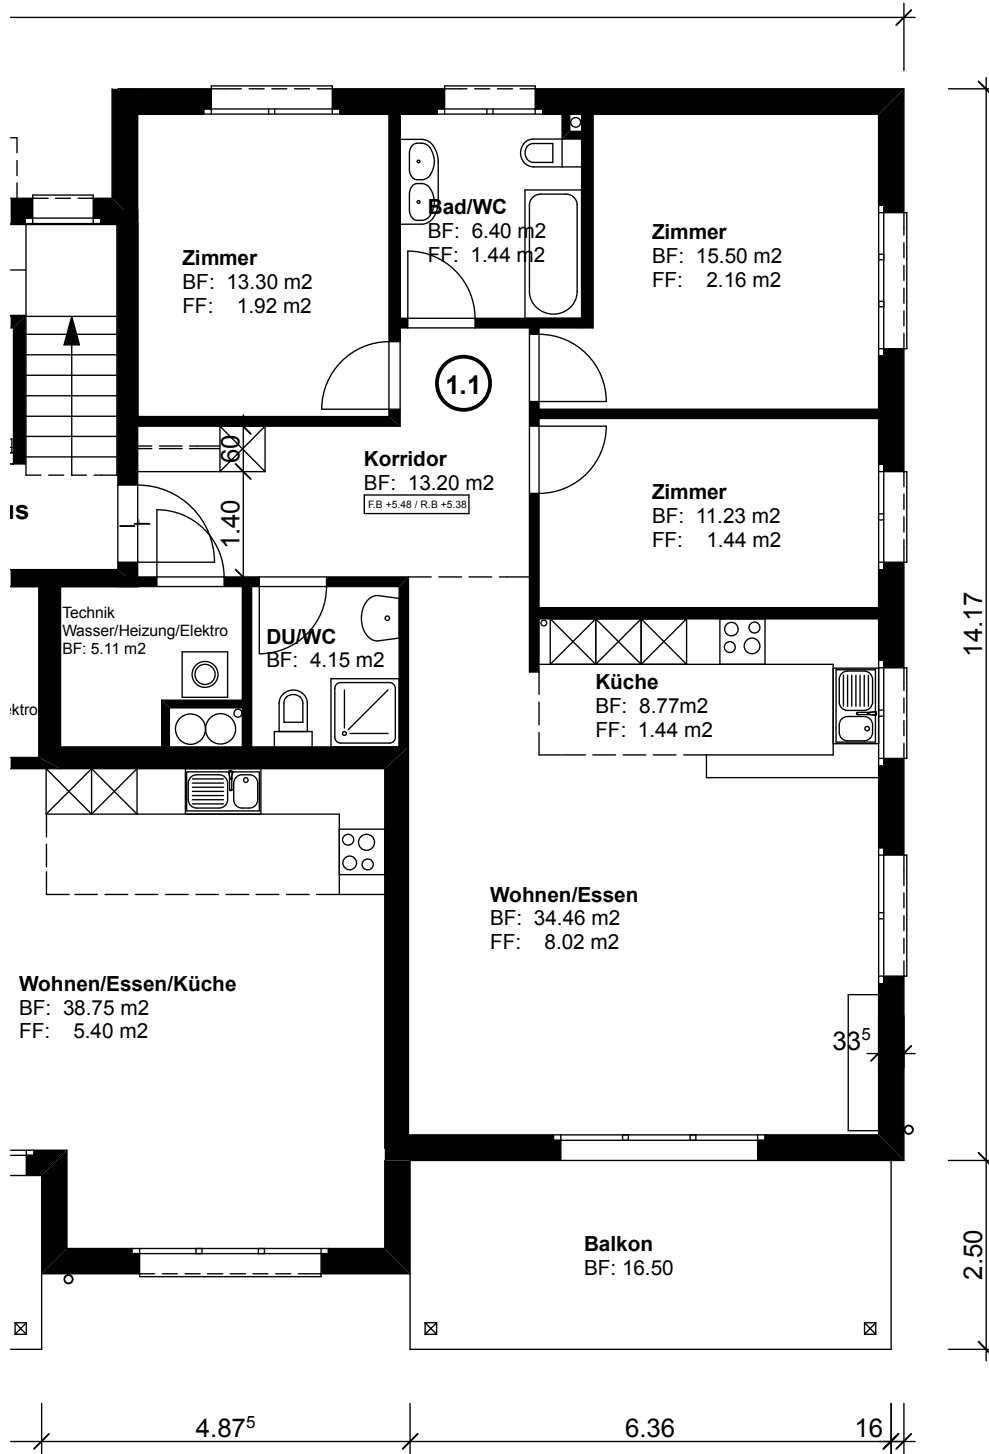 Bad/WC
BF: 6.40 m2
FF: 1.44 m2
Zimmer
BF: 15.50 m2
FF: 2.16 m2
Zimmer
BF: 13.30 m2
FF: 1.92 m2
1.1
60
1.40
Korridor
BF: 13.20 m2
F.B +5.48 / R.B +5.38
Zimmer
BF: 11.23 m2
FF: 1.44 m2
us
Technik
Wasser/Heizung/Elektro
BF: 5.11 m2
DU/WC
BF: 4.15 m2
14.17
Küche
BF: 8.77m2
FF: 1.44 m2
ektro
Wohnen/Essen
BF: 34.46 m2
FF: 8.02 m2
Wohnen/Essen/Küche
BF: 38.75 m2
FF: 5.40 m2
33⁵
Balkon
BF: 16.50
2.50
4.87⁵
6.36
16